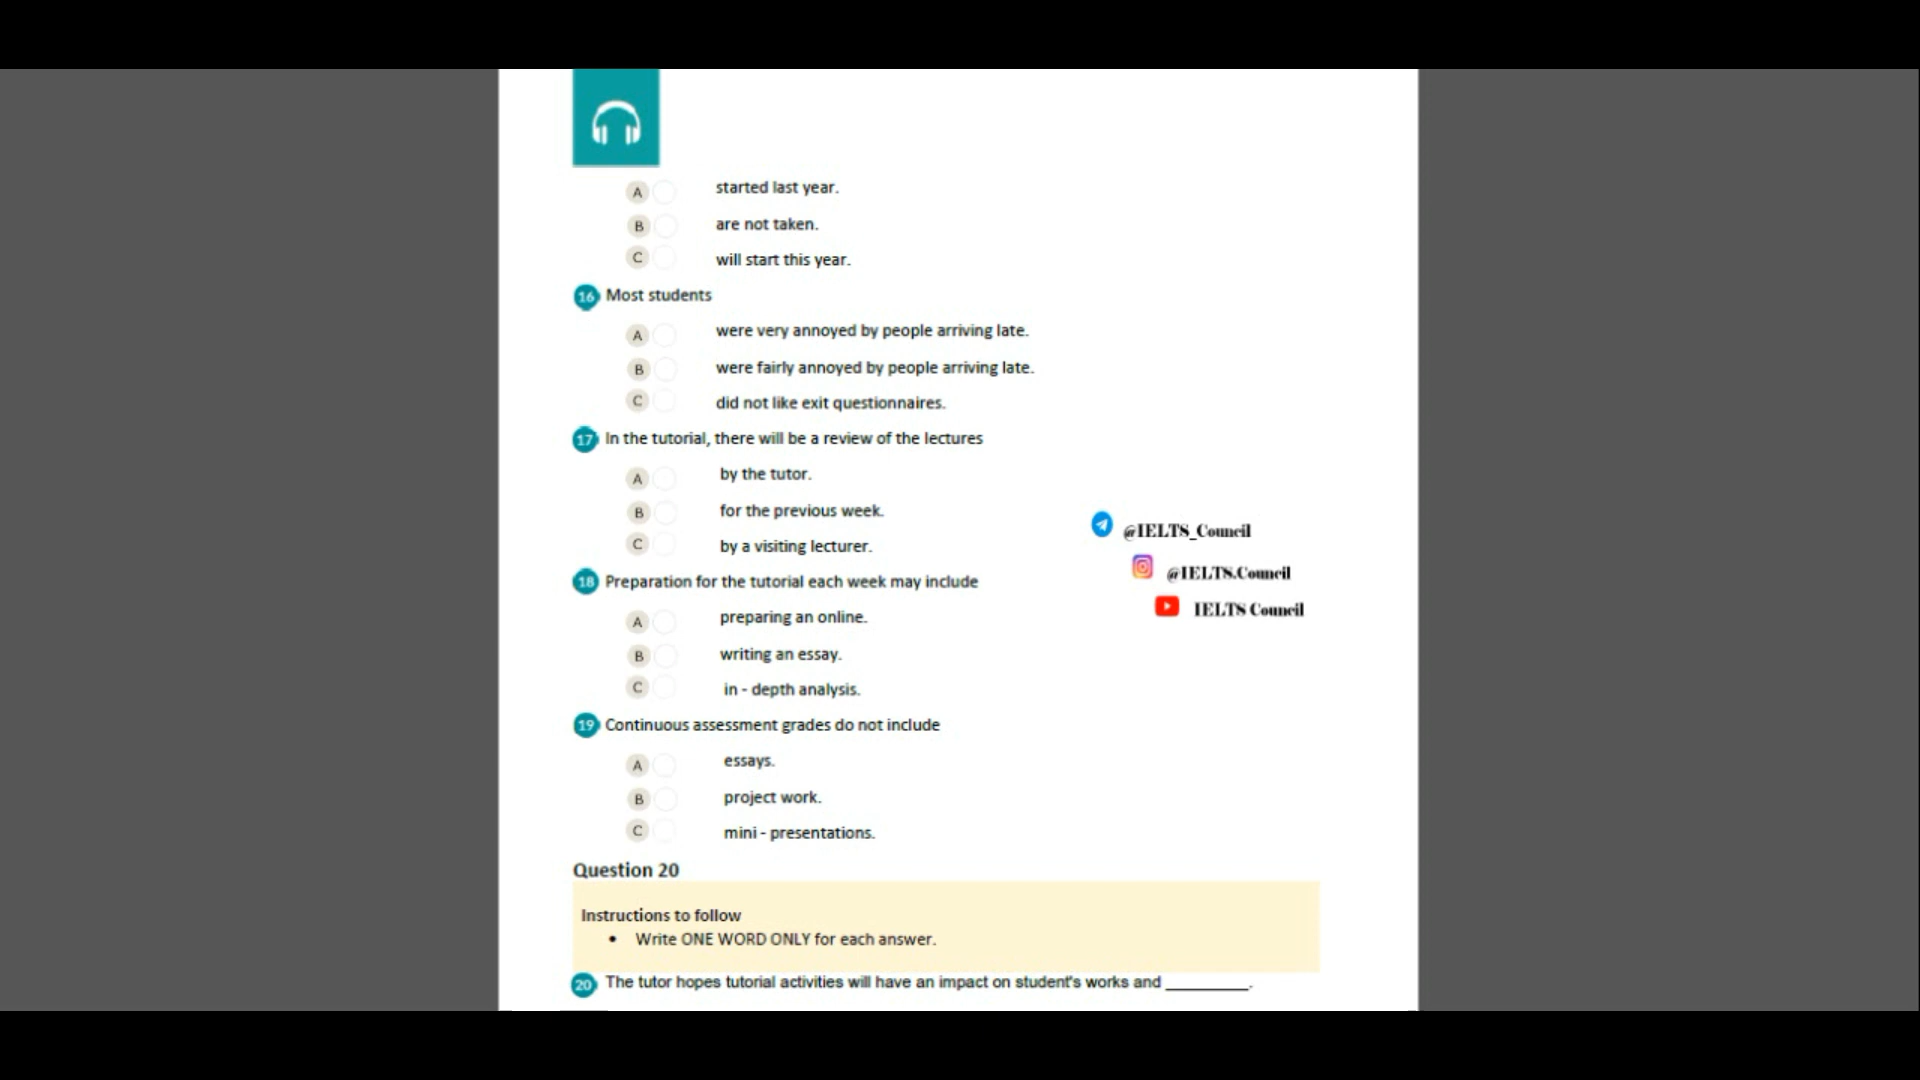 A started last year.
B are not taken.
C will start this year.
16 Most students
A were very annoyed by people arriving late.
B were fairly annoyed by people arriving late.
C did not like exit questionnaires.
17 In the tutorial, there will be a review of the lectures
A by the tutor.
B for the previous week.
C by a visiting lecturer.
@IELTS_Council
@IELTS.Council
IELTS Council
18 Preparation for the tutorial each week may include
A preparing an online.
B writing an essay.
C in - depth analysis.
19 Continuous assessment grades do not include
A essays.
B project work.
C mini - presentations.
Question 20
Instructions to follow
• Write ONE WORD ONLY for each answer.
20 The tutor hopes tutorial activities will have an impact on student's works and __________.